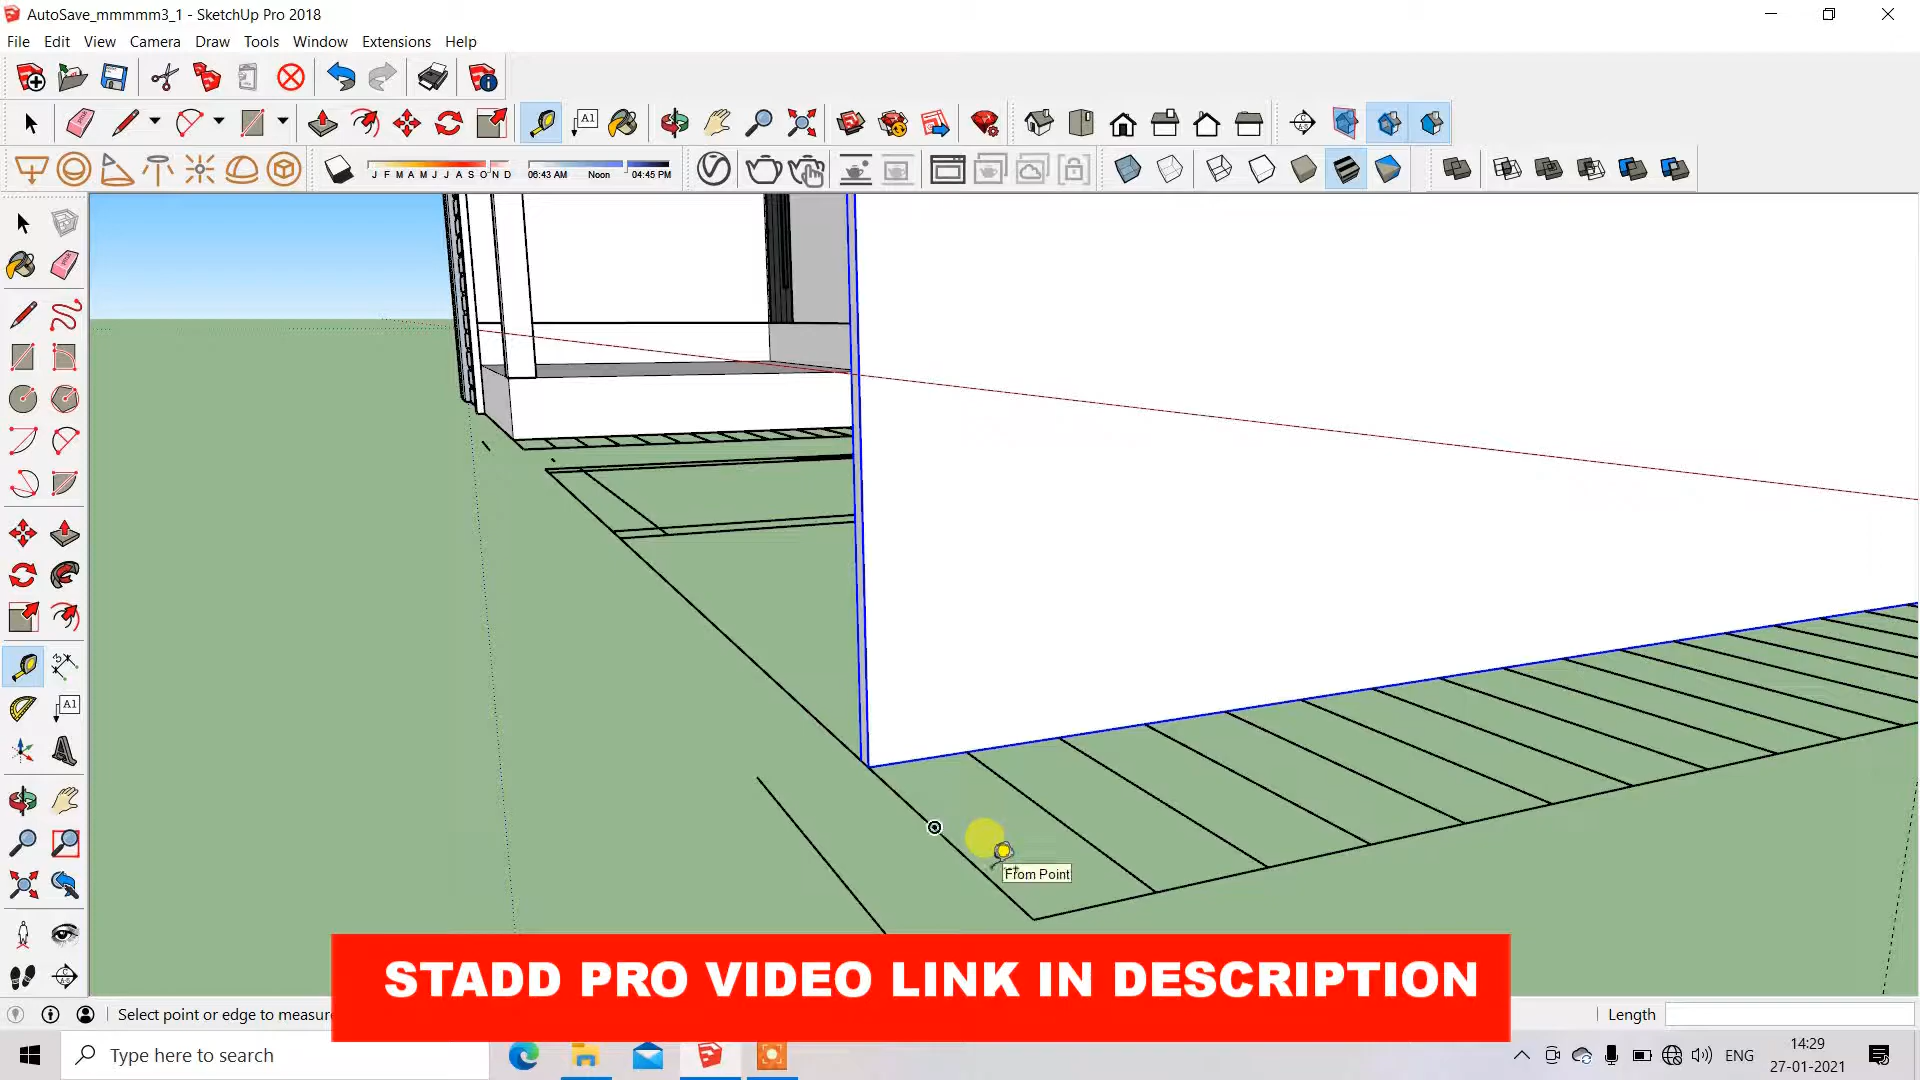 AutoSave_mmmmm3_1 - SketchUp Pro 2018
File Edit View Camera Draw Tools Window Extensions Help
A1
J F M A M J J A S O N D 06:43 AM Noon 04:45 PM
A1
From Point
STADD PRO VIDEO LINK IN DESCRIPTION
Select point or edge to measur
Length
Type here to search
ENG
14:29
27-01-2021